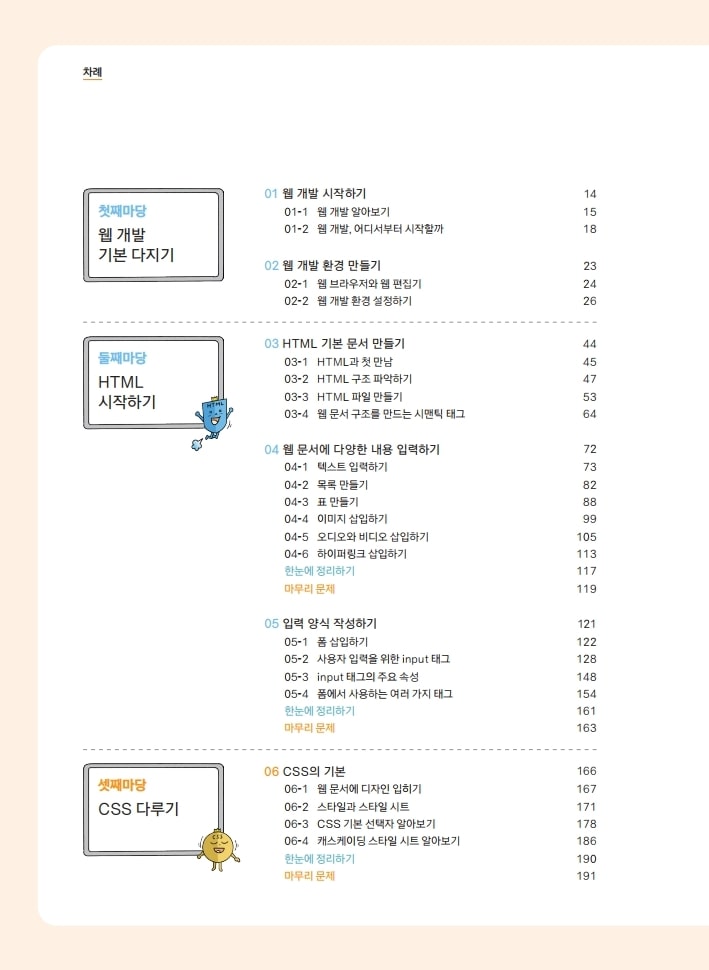 차례
첫째마당
웹 개발
기본 다지기
01 웹 개발 시작하기 14
01-1 웹 개발 알아보기 15
01-2 웹 개발, 어디서부터 시작할까 18
02 웹 개발 환경 만들기 23
02-1 웹 브라우저와 웹 편집기 24
02-2 웹 개발 환경 설정하기 26
둘째마당
HTML
시작하기
HTML
03 HTML 기본 문서 만들기 44
03-1 HTML과 첫 만남 45
03-2 HTML 구조 파악하기 47
03-3 HTML 파일 만들기 53
03-4 웹 문서 구조를 만드는 시맨틱 태그 64
04 웹 문서에 다양한 내용 입력하기 72
04-1 텍스트 입력하기 73
04-2 목록 만들기 82
04-3 표 만들기 88
04-4 이미지 삽입하기 99
04-5 오디오와 비디오 삽입하기 105
04-6 하이퍼링크 삽입하기 113
한눈에 정리하기 117
마무리 문제 119
05 입력 양식 작성하기 121
05-1 폼 삽입하기 122
05-2 사용자 입력을 위한 input 태그 128
05-3 input 태그의 주요 속성 148
05-4 폼에서 사용하는 여러 가지 태그 154
한눈에 정리하기 161
마무리 문제 163
셋째마당
CSS 다루기
CSS
06 CSS의 기본 166
06-1 웹 문서에 디자인 입히기 167
06-2 스타일과 스타일 시트 171
06-3 CSS 기본 선택자 알아보기 178
06-4 캐스케이딩 스타일 시트 알아보기 186
한눈에 정리하기 190
마무리 문제 191